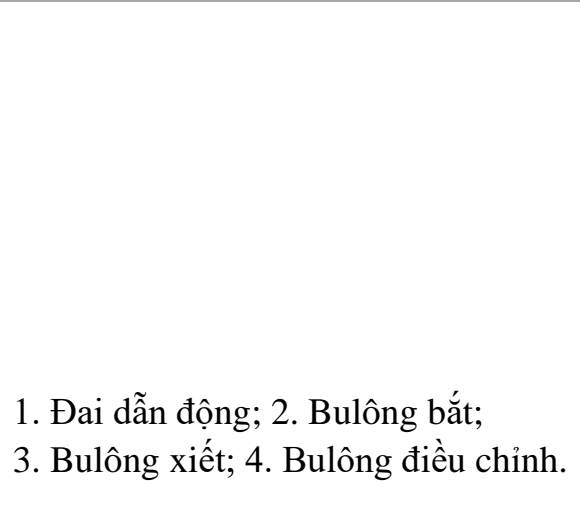 1. Đai dẫn động; 2. Bulông bắt;
3. Bulông xiết; 4. Bulông điều chỉnh.